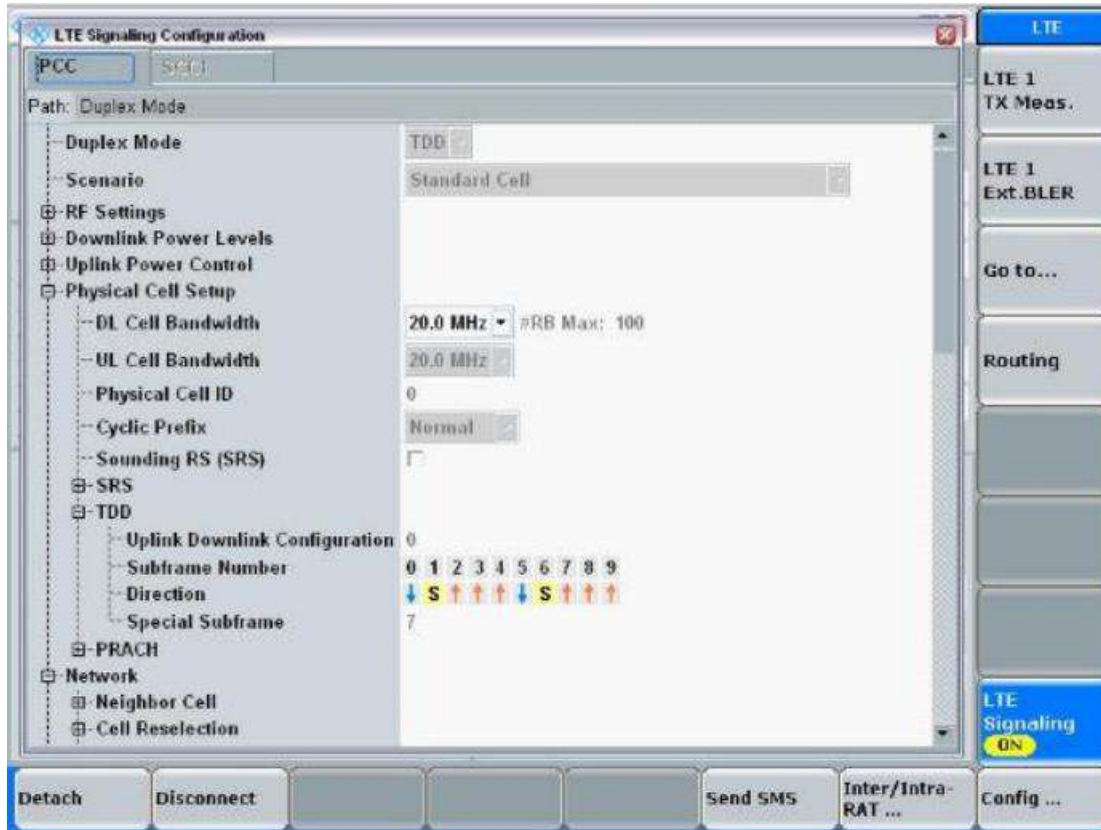 LTE Signaling Configuration
PCC
Path: Duplex Mode
Duplex Mode TDD
Scenario Standard Cell
RF Settings
Downlink Power Levels
Uplink Power Control
Physical Cell Setup
DL Cell Bandwidth 20.0 MHz #RB Max: 100
UL Cell Bandwidth 20.0 MHz
Physical Cell ID 0
Cyclic Prefix Normal
Sounding RS (SRS)
SRS
TDD
Uplink Downlink Configuration 0
Subframe Number 0 1 2 3 4 5 6 7 8 9
Direction ↓ S ↑ ↑ ↑ ↓ S ↑ ↑ ↑
Special Subframe 7
PRACH
Network
Neighbor Cell
Cell Reselection
LTE
LTE 1
TX Meas.
LTE 1
Ext.BLER
Go to...
Routing
LTE
Signaling
ON
Detach
Disconnect
Send SMS
Inter/Intra-
RAT ...
Config ...